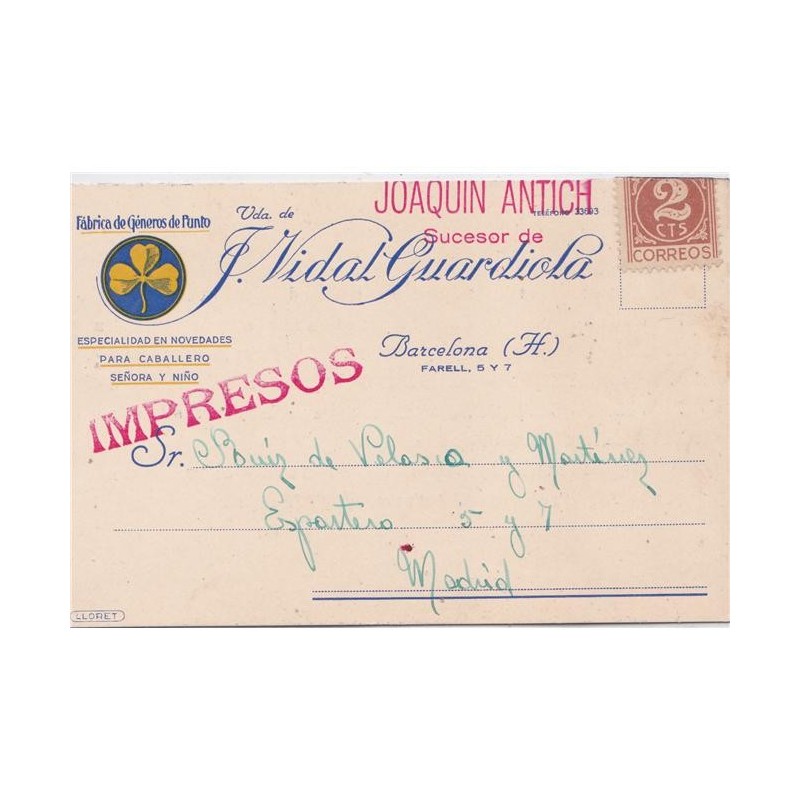 JOAQUIN ANTICH
Sucesor de
Vda. de
TELÉFONO 33693
J. Vidal Guardiola
Barcelona (H.)
FARELL, 5 Y 7
Fábrica de Géneros de Punto
ESPECIALIDAD EN NOVEDADES
PARA CABALLERO
SEÑORA Y NIÑO
2
CTS
CORREOS
IMPRESOS
Sr. Ruiz de Velasco y Martínez
Espartero 5 y 7
Madrid
LLORET